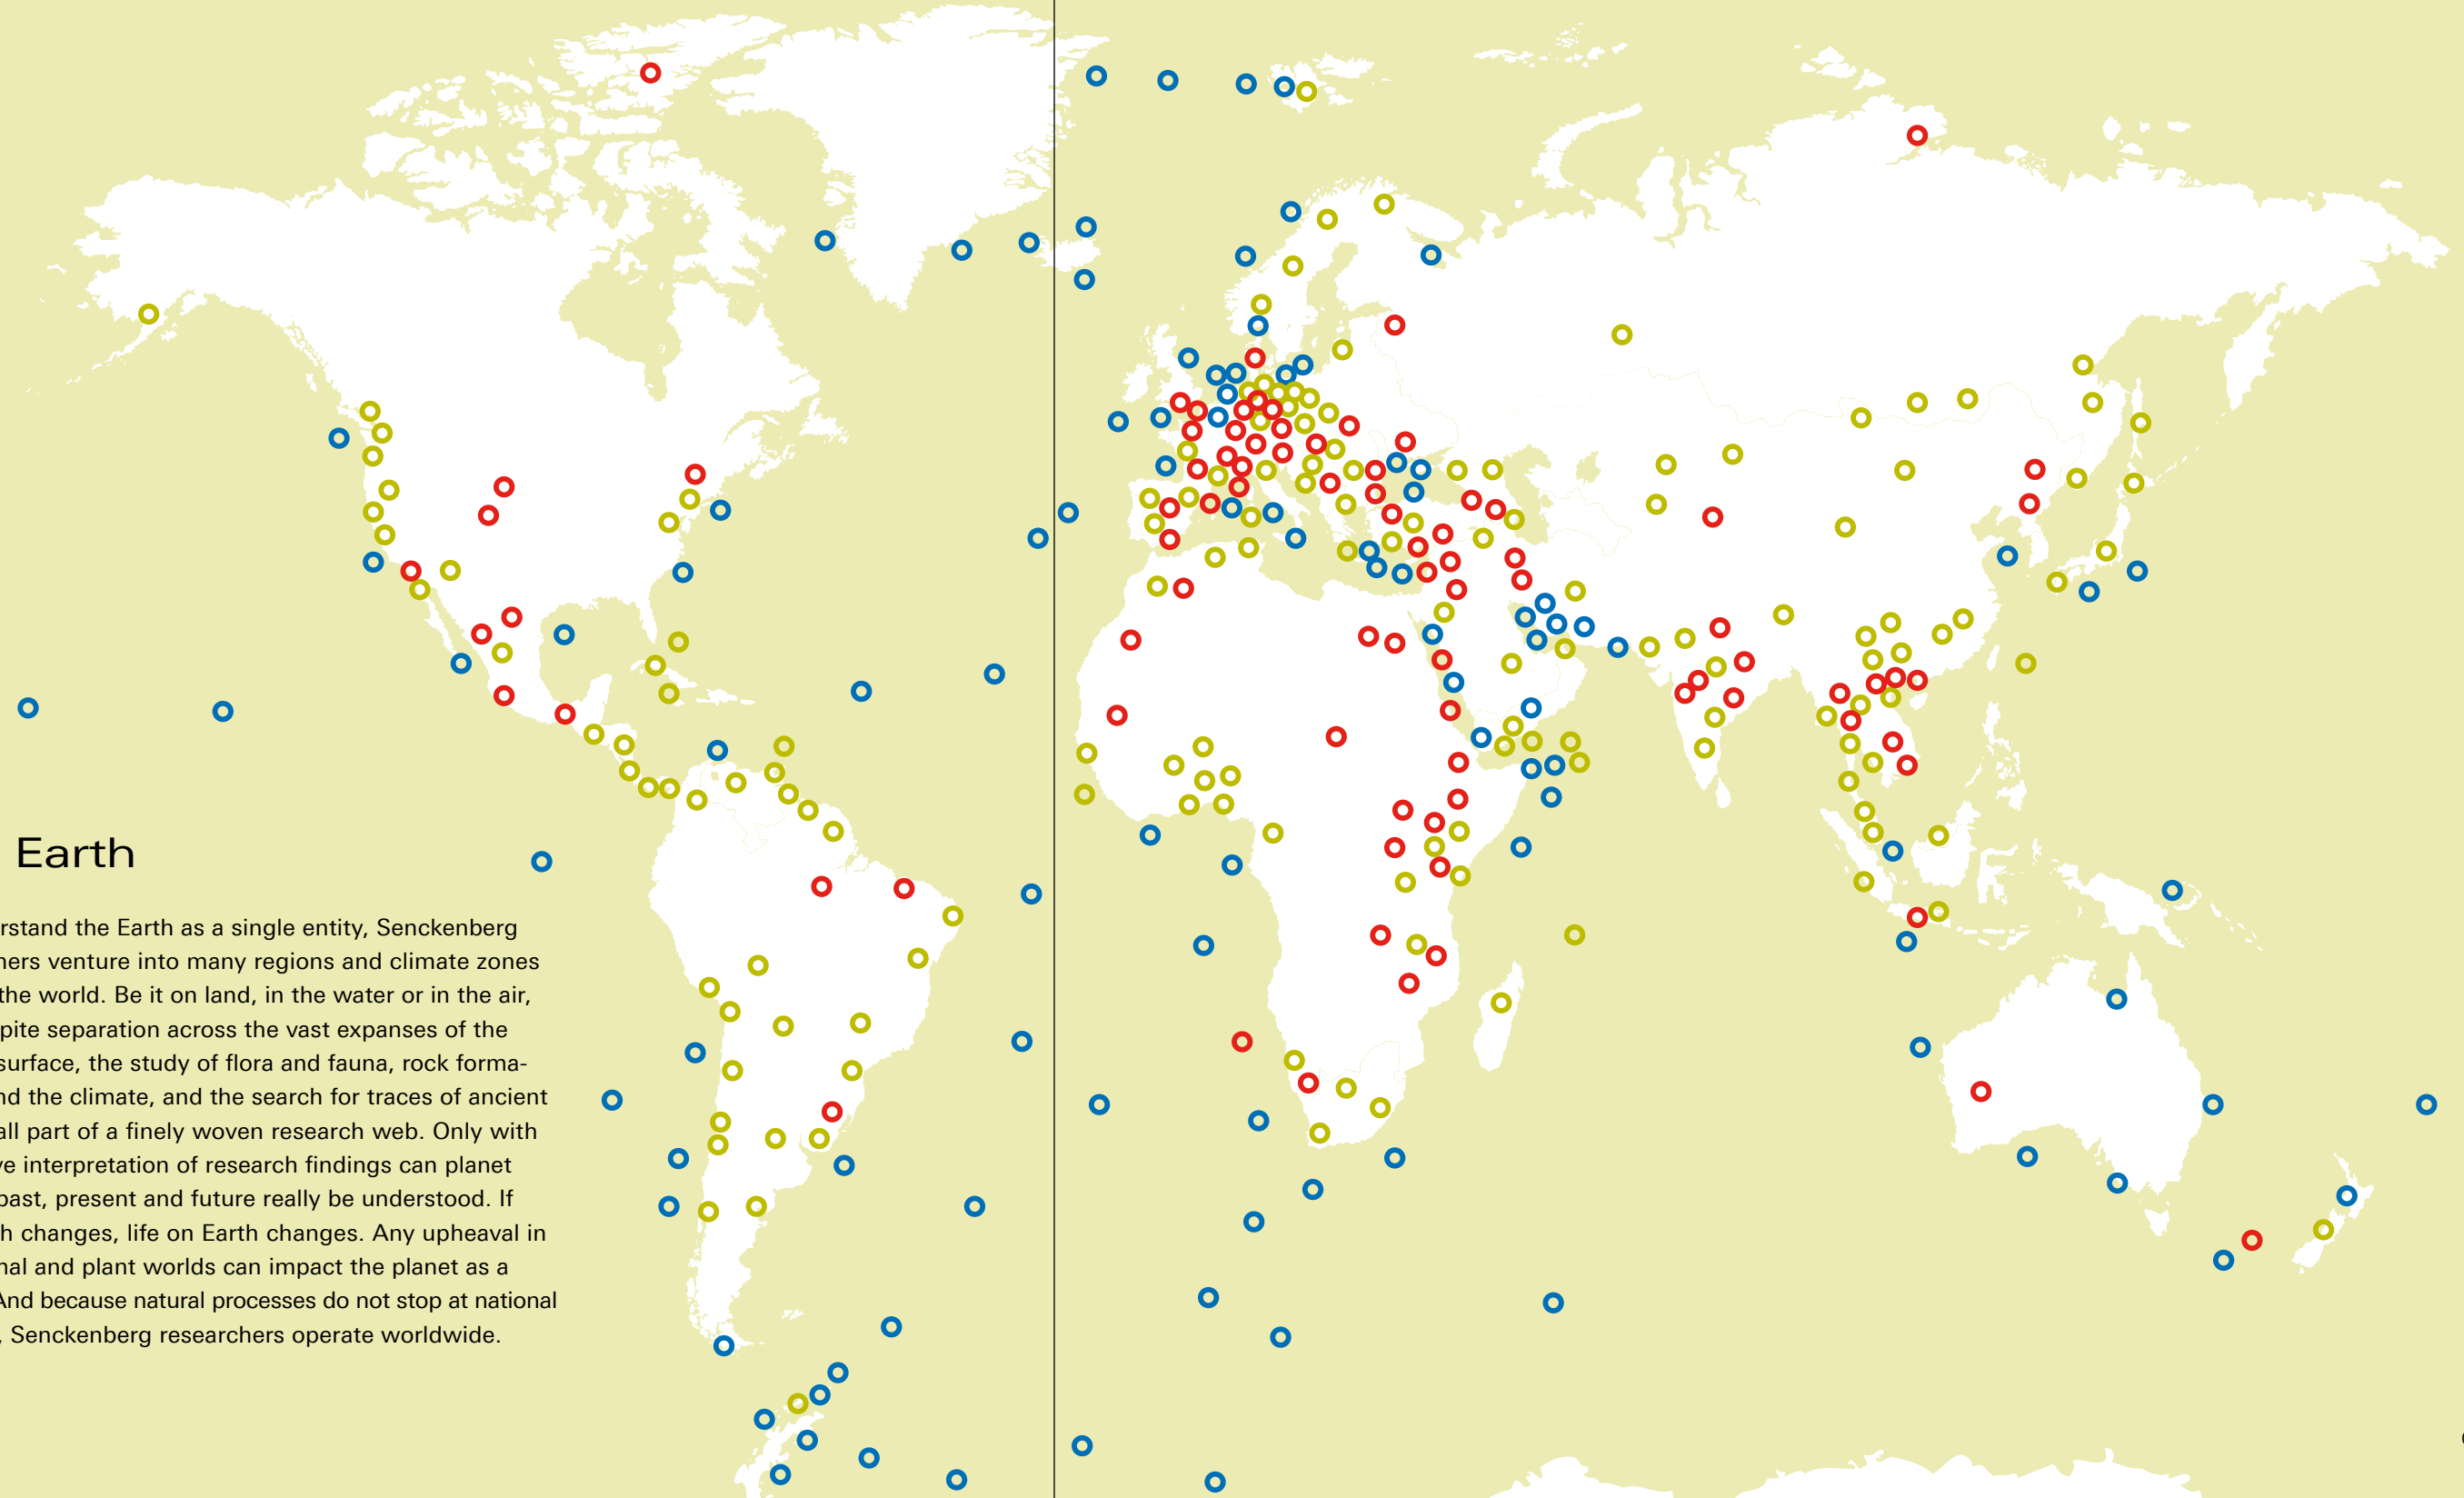 Earth
rstand the Earth as a single entity, Senckenberg
ners venture into many regions and climate zones
the world. Be it on land, in the water or in the air,
pite separation across the vast expanses of the
surface, the study of flora and fauna, rock forma-
nd the climate, and the search for traces of ancient
all part of a finely woven research web. Only with
ve interpretation of research findings can planet
past, present and future really be understood. If
h changes, life on Earth changes. Any upheaval in
nal and plant worlds can impact the planet as a
And because natural processes do not stop at national
, Senckenberg researchers operate worldwide.